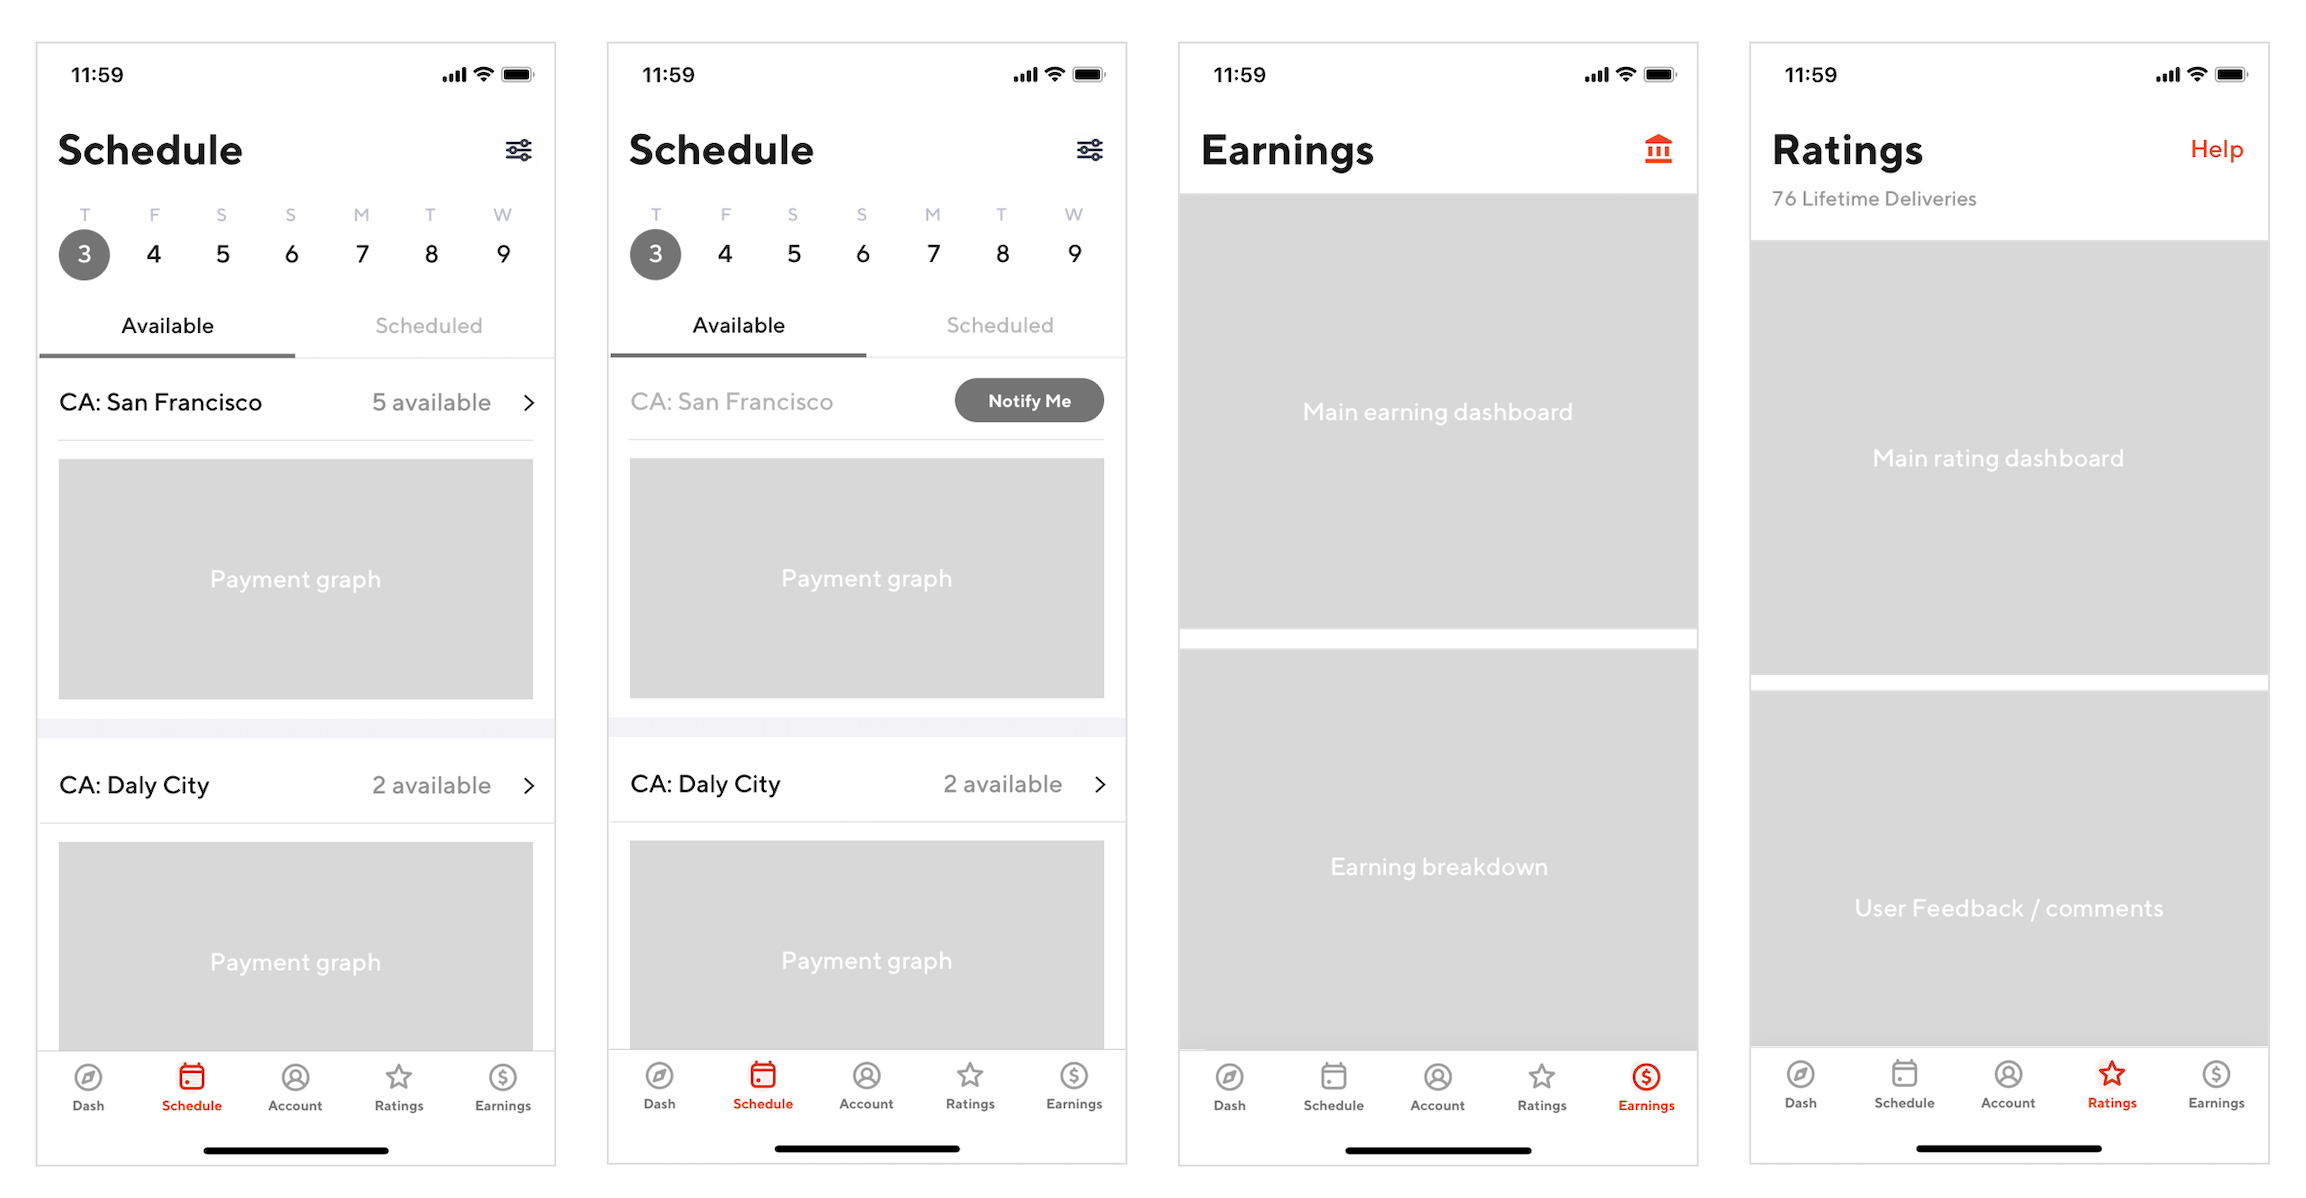 11:59
Schedule
T F S S M T W
3 4 5 6 7 8 9
Available Scheduled
CA: San Francisco 5 available
Payment graph
CA: Daly City 2 available
Payment graph
Dash Schedule Account Ratings Earnings
11:59
Schedule
T F S S M T W
3 4 5 6 7 8 9
Available Scheduled
CA: San Francisco Notify Me
Payment graph
CA: Daly City 2 available
Payment graph
Dash Schedule Account Ratings Earnings
11:59
Earnings
Main earning dashboard
Earning breakdown
Dash Schedule Account Ratings Earnings
11:59
Ratings Help
76 Lifetime Deliveries
Main rating dashboard
User Feedback / comments
Dash Schedule Account Ratings Earnings